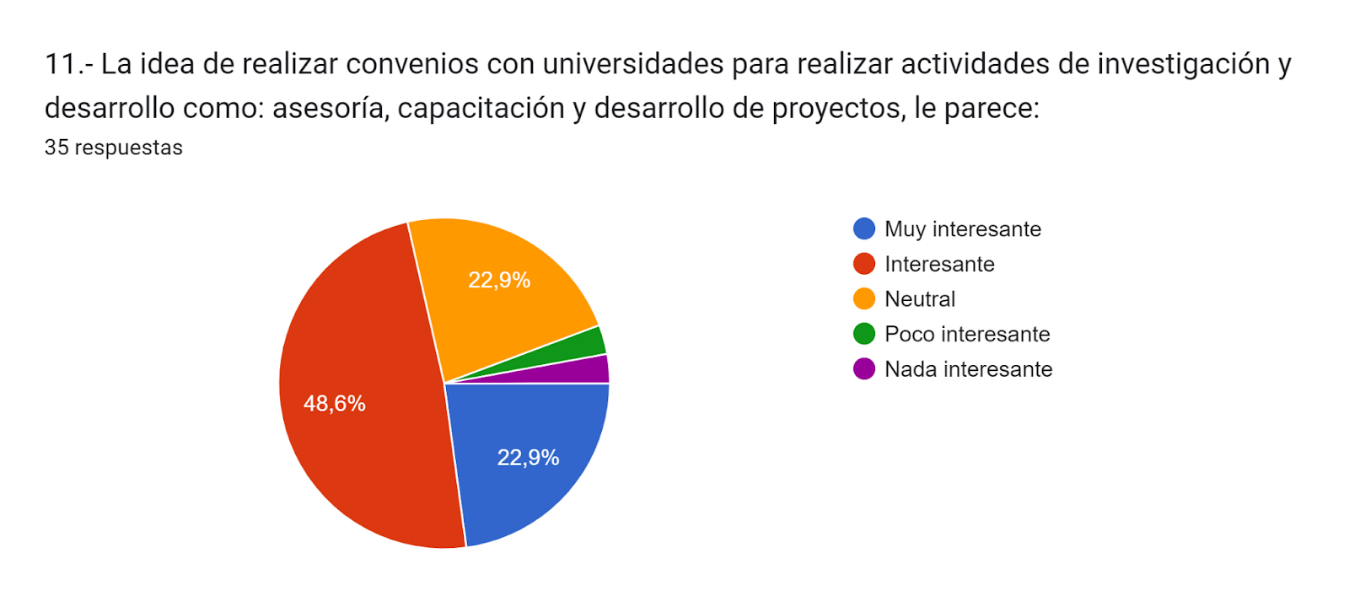 11.- La idea de realizar convenios con universidades para realizar actividades de investigación y
desarrollo como: asesoría, capacitación y desarrollo de proyectos, le parece:
35 respuestas
22,9%
48,6%
22,9%
Muy interesante
Interesante
Neutral
Poco interesante
Nada interesante